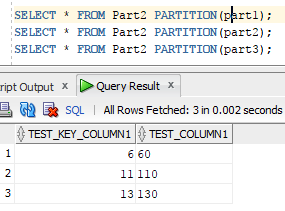 SELECT * FROM Part2 PARTITION(part1);
SELECT * FROM Part2 PARTITION(part2);
SELECT * FROM Part2 PARTITION(part3);
ript Output × Query Result ×
SQL | All Rows Fetched: 3 in 0.002 seconds
TEST_KEY_COLUMN1 TEST_COLUMN1
1 6 60
2 11 110
3 13 130